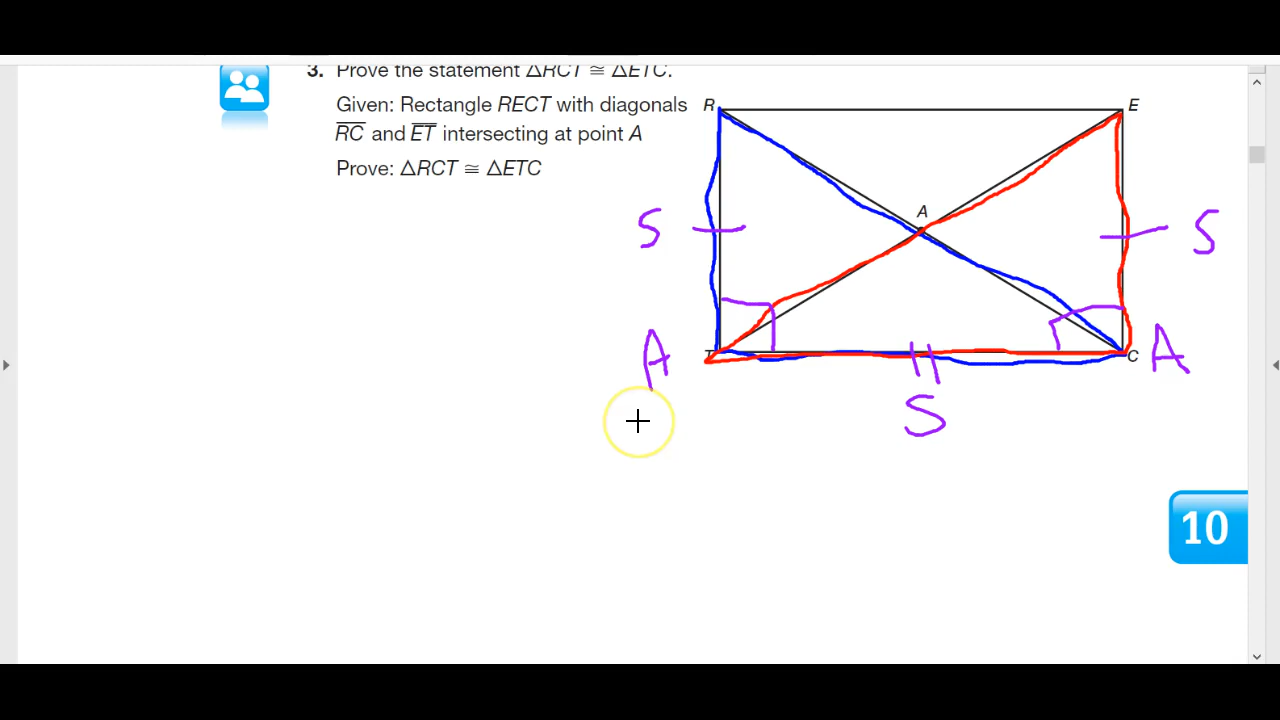 3. Prove the statement △RCT ≅ △ETC.
Given: Rectangle RECT with diagonals
RC and ET intersecting at point A
Prove: △RCT ≅ △ETC
R E
A
S S
T C
A A
S
10